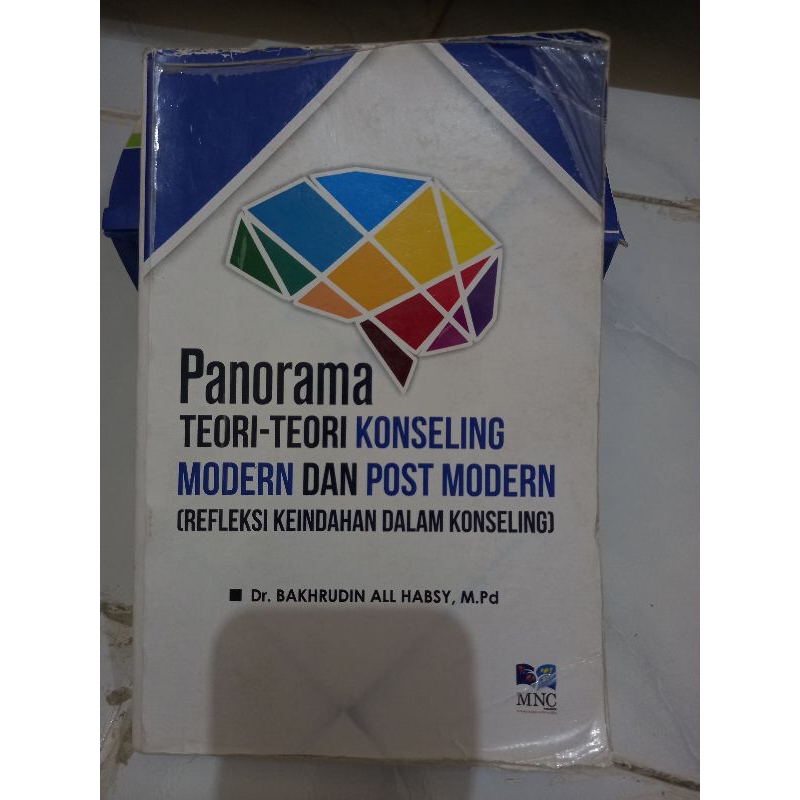 Panorama
TEORI-TEORI KONSELING
MODERN DAN POST MODERN
(REFLEKSI KEINDAHAN DALAM KONSELING)
Dr. BAKHRUDIN ALL HABSY, M.Pd
MNC